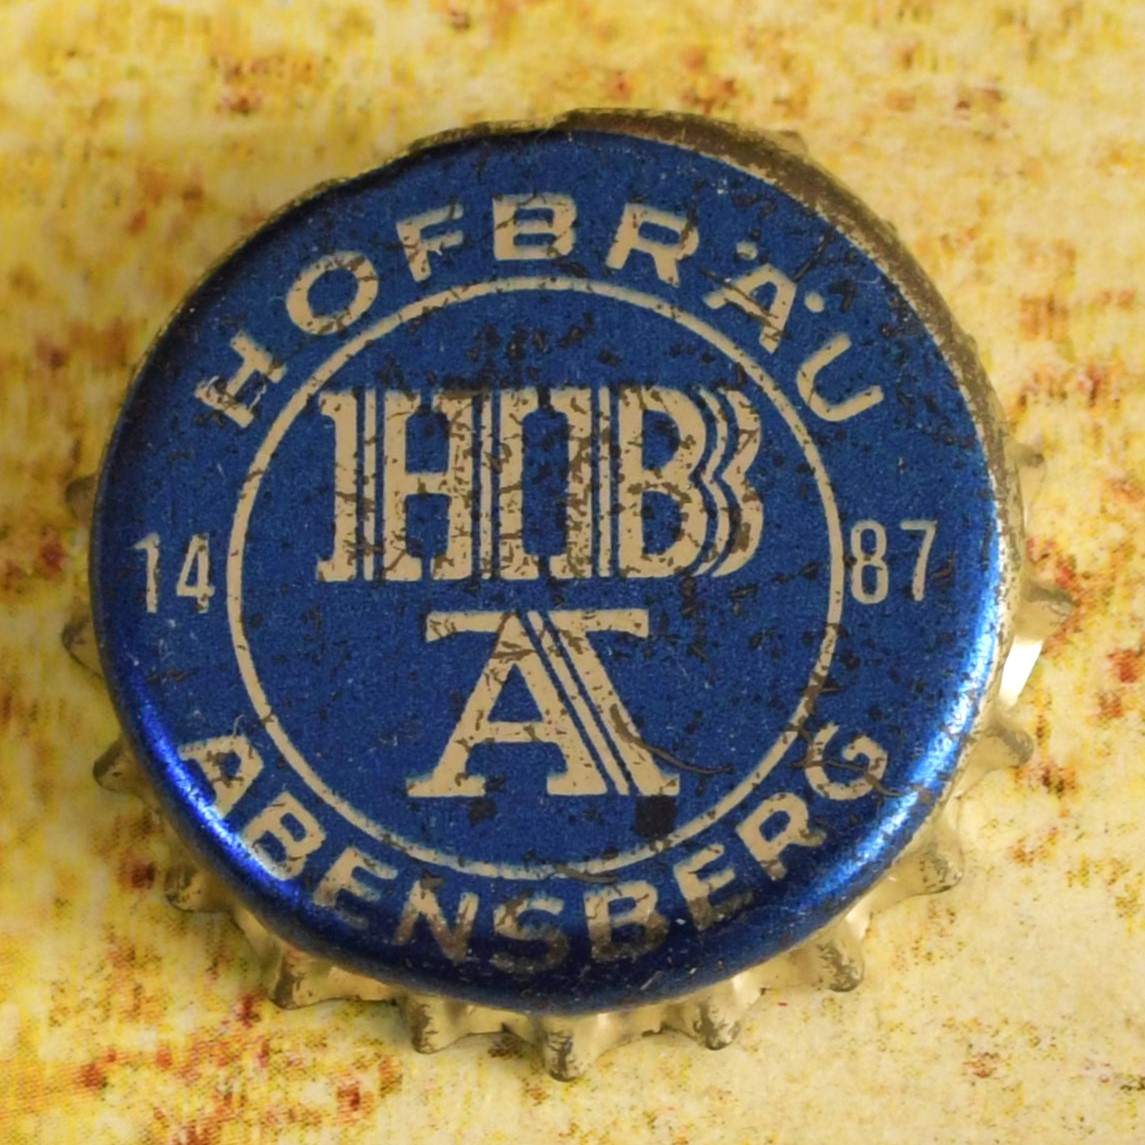 HOFBRÄU
HB
A
14 87
ABENSBERG